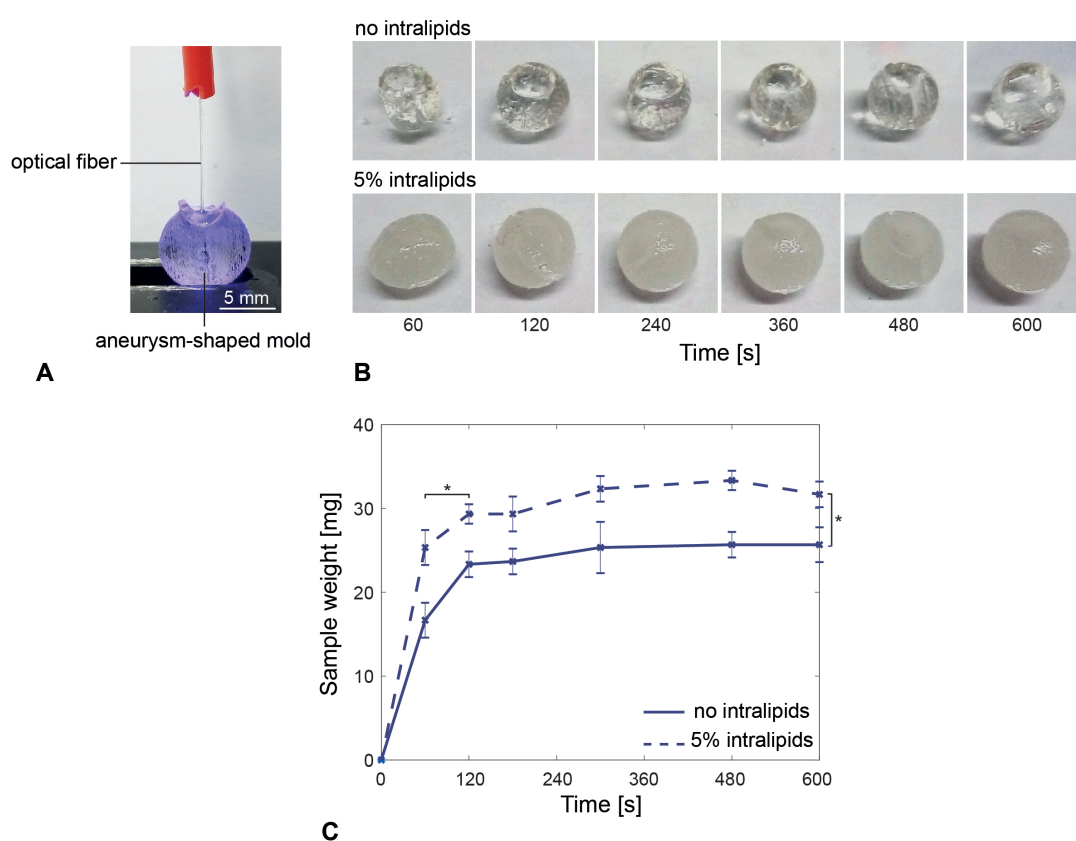 optical fiber
5 mm
aneurysm-shaped mold
A
no intralipids
5% intralipids
60 120 240 360 480 600
Time [s]
B
40
30
20
10
0
Sample weight [mg]
*
*
no intralipids
5% intralipids
0 120 240 360 480 600
Time [s]
C